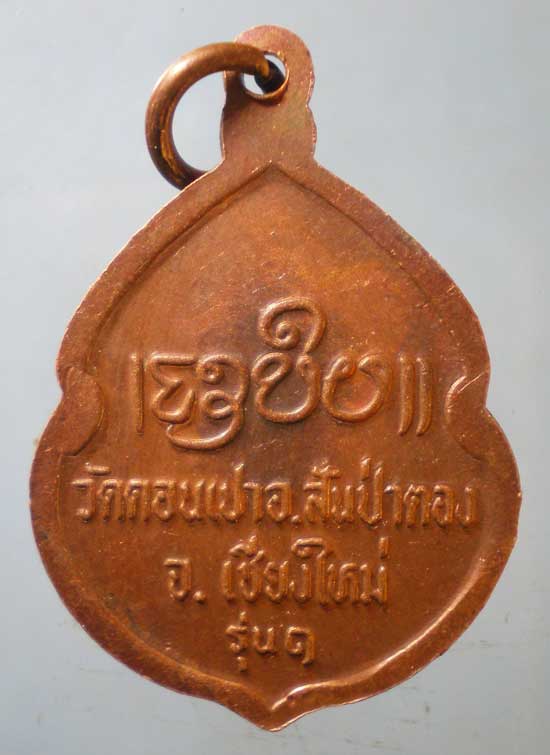 วัดดอนเปาอ.สันป่าตอง
จ. เชียงใหม่
รุ่น๑